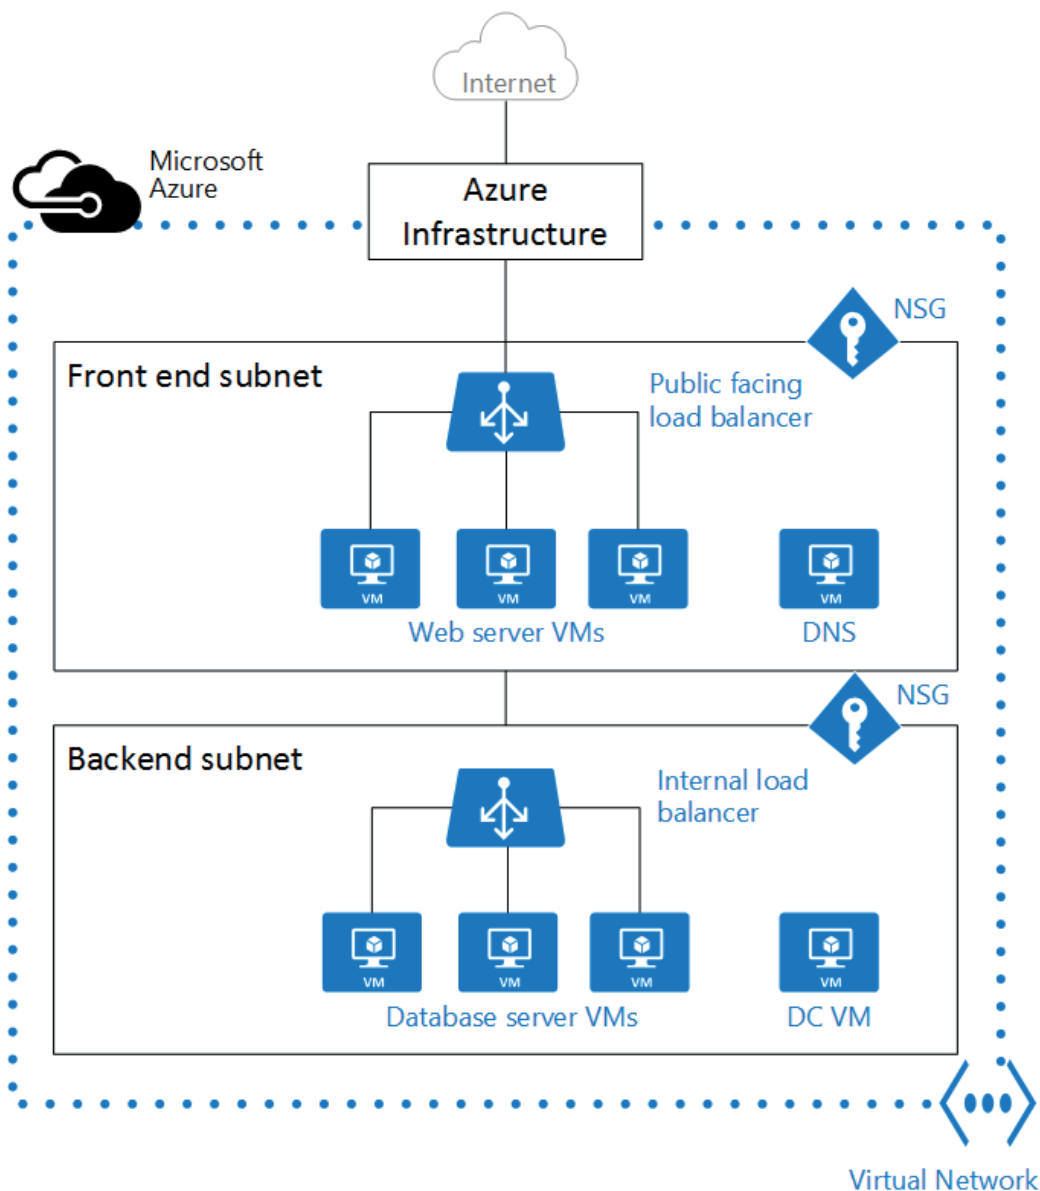 Internet
Microsoft
Azure
Azure
Infrastructure
NSG
Front end subnet
Public facing
load balancer
VM
VM
VM
VM
Web server VMs
DNS
NSG
Backend subnet
Internal load
balancer
VM
VM
VM
VM
Database server VMs
DC VM
Virtual Network